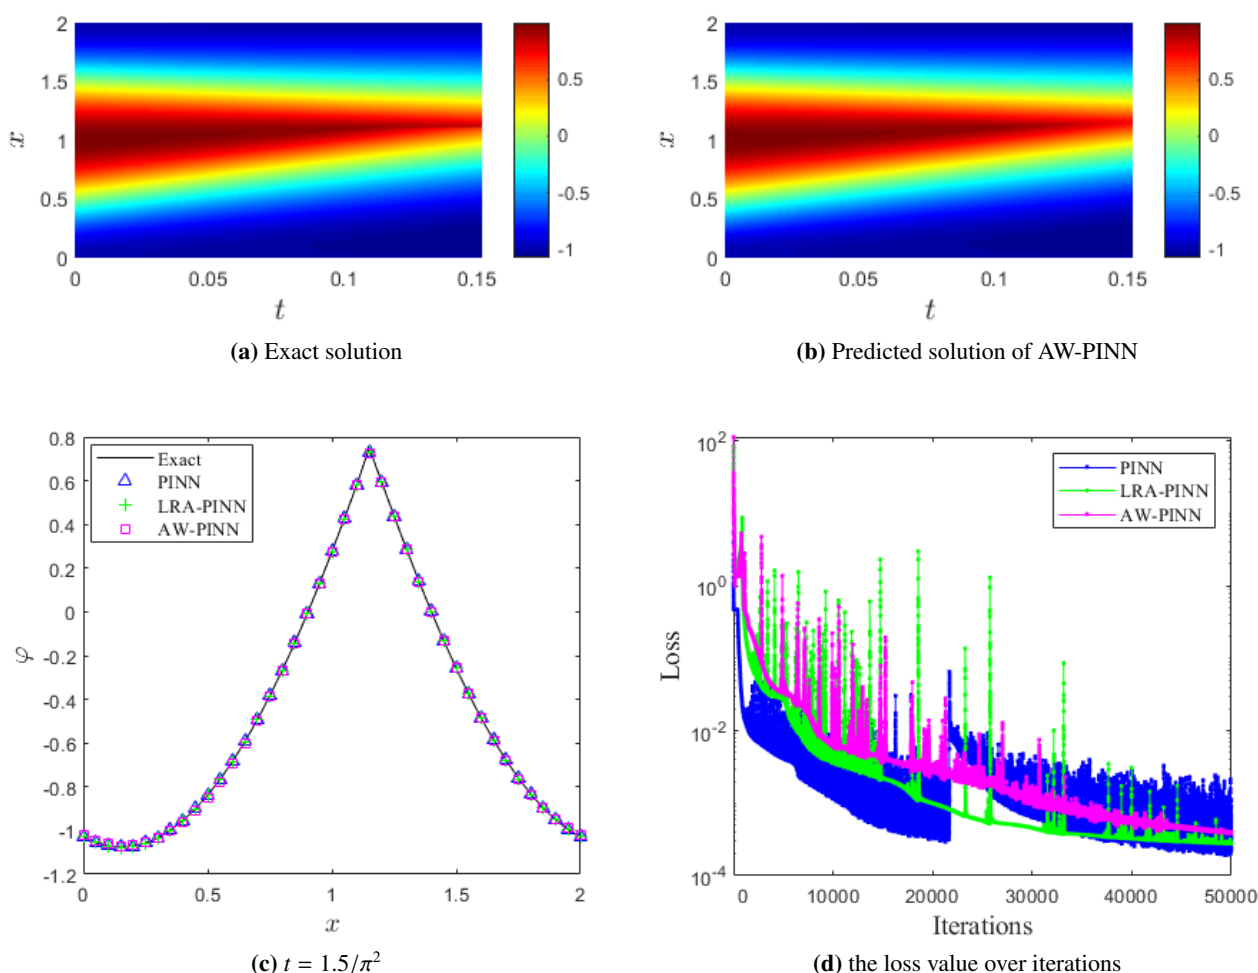 2
1.5
1
0.5
0
x
0
0.05
0.1
0.15
t
0.5
0
-0.5
-1
(a) Exact solution
2
1.5
1
0.5
0
x
0
0.05
0.1
0.15
t
0.5
0
-0.5
-1
(b) Predicted solution of AW-PINN
0.8
0.6
0.4
0.2
0
-0.2
-0.4
-0.6
-0.8
-1
-1.2
φ
Exact
PINN
LRA-PINN
AW-PINN
0
0.5
1
1.5
2
x
(c) t = 1.5/π²
10²
10⁰
10⁻²
10⁻⁴
Loss
PINN
LRA-PINN
AW-PINN
0
10000
20000
30000
40000
50000
Iterations
(d) the loss value over iterations